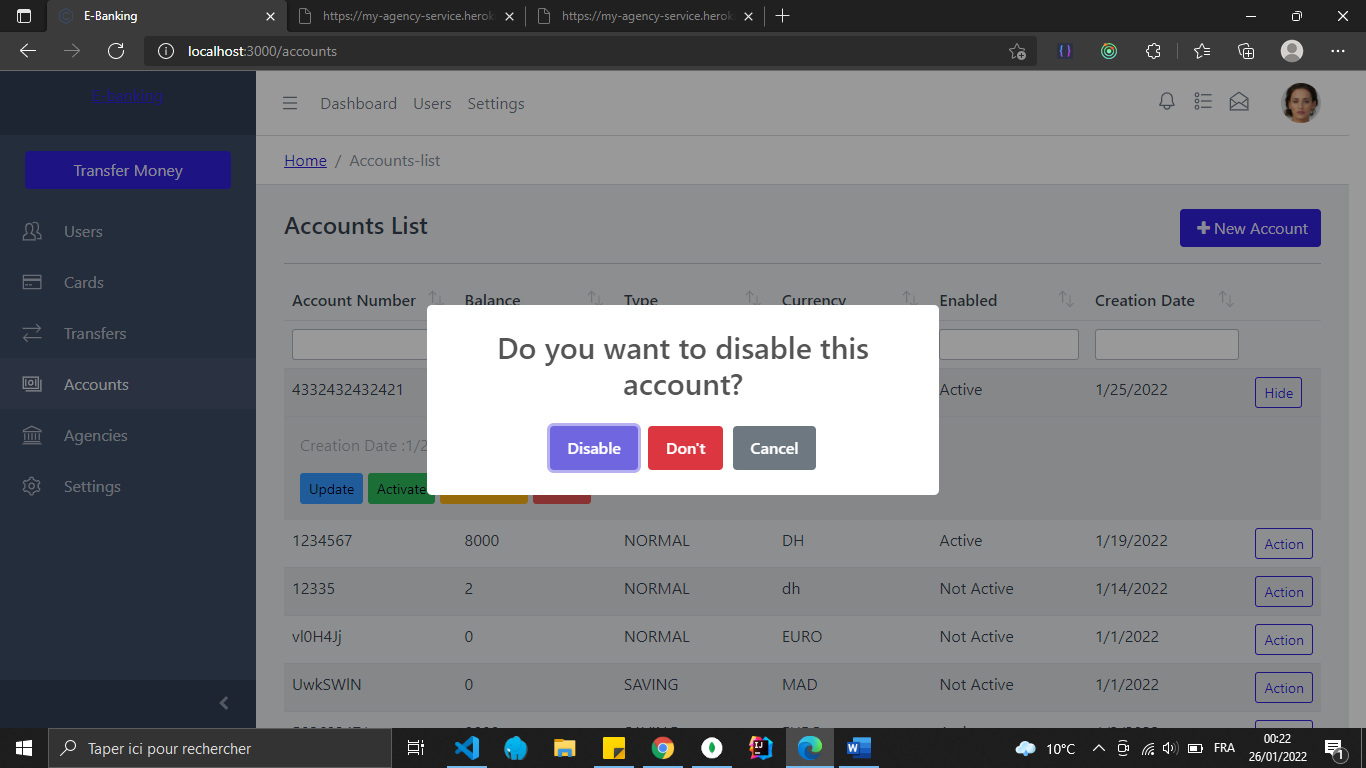 E-Banking
https://my-agency-service.herok
https://my-agency-service.herok
localhost:3000/accounts
E-banking
Dashboard Users Settings
Transfer Money
Home / Accounts-list
Users
Cards
Transfers
Accounts
Agencies
Settings
Accounts List
New Account
Account Number Balance Type Currency Enabled Creation Date
Do you want to disable this
account?
Disable Don't Cancel
4332432432421 Active 1/25/2022 Hide
Creation Date :1/2
Update Activate
1234567 8000 NORMAL DH Active 1/19/2022 Action
12335 2 NORMAL dh Not Active 1/14/2022 Action
vl0H4Jj 0 NORMAL EURO Not Active 1/1/2022 Action
UwkSWlN 0 SAVING MAD Not Active 1/1/2022 Action
Taper ici pour rechercher
10°C
FRA
00:22
26/01/2022
1